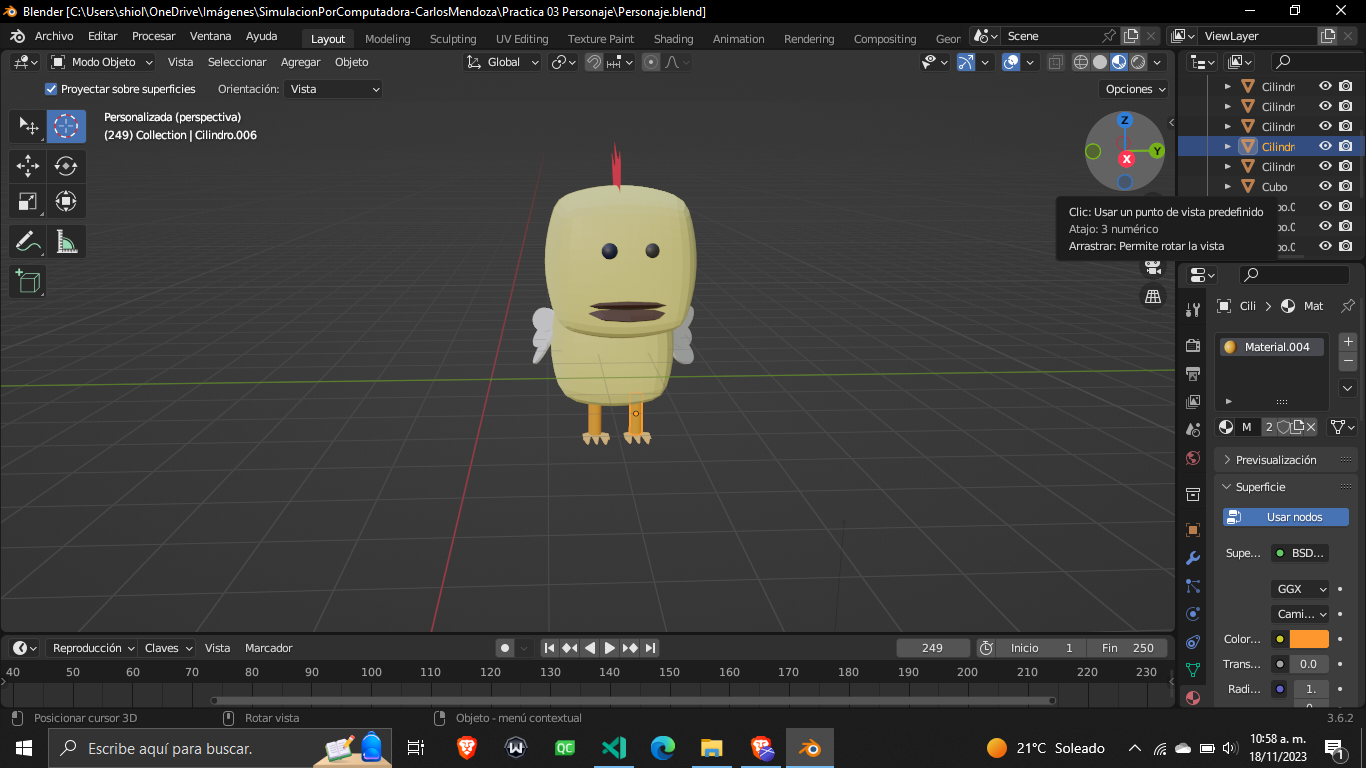 Blender [C:\Users\shiol\OneDrive\Imágenes\SimulacionPorComputadora-CarlosMendoza\Practica 03 Personaje\Personaje.blend]
Archivo Editar Procesar Ventana Ayuda Layout Modeling Sculpting UV Editing Texture Paint Shading Animation Rendering Compositing Geor Scene ViewLayer
Modo Objeto Vista Seleccionar Agregar Objeto Global
Proyectar sobre superficies Orientación: Vista Opciones
Personalizada (perspectiva)
(249) Collection | Cilindro.006
Z
Y
X
Cilindr
Cilindr
Cilindr
Cilindr
Cilindr
Cubo
bo.0
bo.0
bo.0
Clic: Usar un punto de vista predefinido
Atajo: 3 numérico
Arrastrar: Permite rotar la vista
Cili Mat
Material.004
M 2
Previsualización
Superficie
Usar nodos
Supe... BSD...
GGX
Cami...
Color...
Trans... 0.0
Radi... 1.
Reproducción Claves Vista Marcador 249 Inicio 1 Fin 250
40 50 60 70 80 90 100 110 120 130 140 150 160 170 180 190 200 210 220 230
Posicionar cursor 3D Rotar vista Objeto - menú contextual 3.6.2
Escribe aquí para buscar.
QC
21°C Soleado
10:58 a. m.
18/11/2023
1